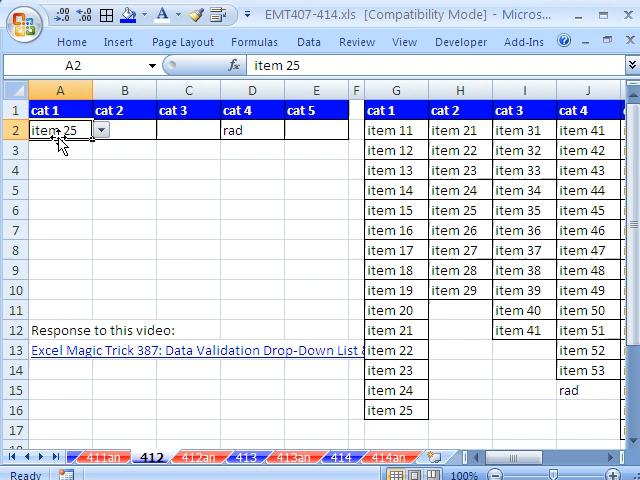 EMT407-414.xls [Compatibility Mode] - Micros...
Home Insert Page Layout Formulas Data Review View Developer Add-Ins
A2 item 25
A B C D E F G H I J
1 cat 1 cat 2 cat 3 cat 4 cat 5 cat 1 cat 2 cat 3 cat 4
2 item 25 rad item 11 item 21 item 31 item 41
3 item 12 item 22 item 32 item 42
4 item 13 item 23 item 33 item 43
5 item 14 item 24 item 34 item 44
6 item 15 item 25 item 35 item 45
7 item 16 item 26 item 36 item 46
8 item 17 item 27 item 37 item 47
9 item 18 item 28 item 38 item 48
10 item 19 item 29 item 39 item 49
11 item 20 item 40 item 50
12 Response to this video: item 21 item 41 item 51
13 Excel Magic Trick 387: Data Validation Drop-Down List & item 22 item 52
14 item 23 item 53
15 item 24 rad
16 item 25
17
411an 412 412an 413 413an 414 414an
Ready 100%